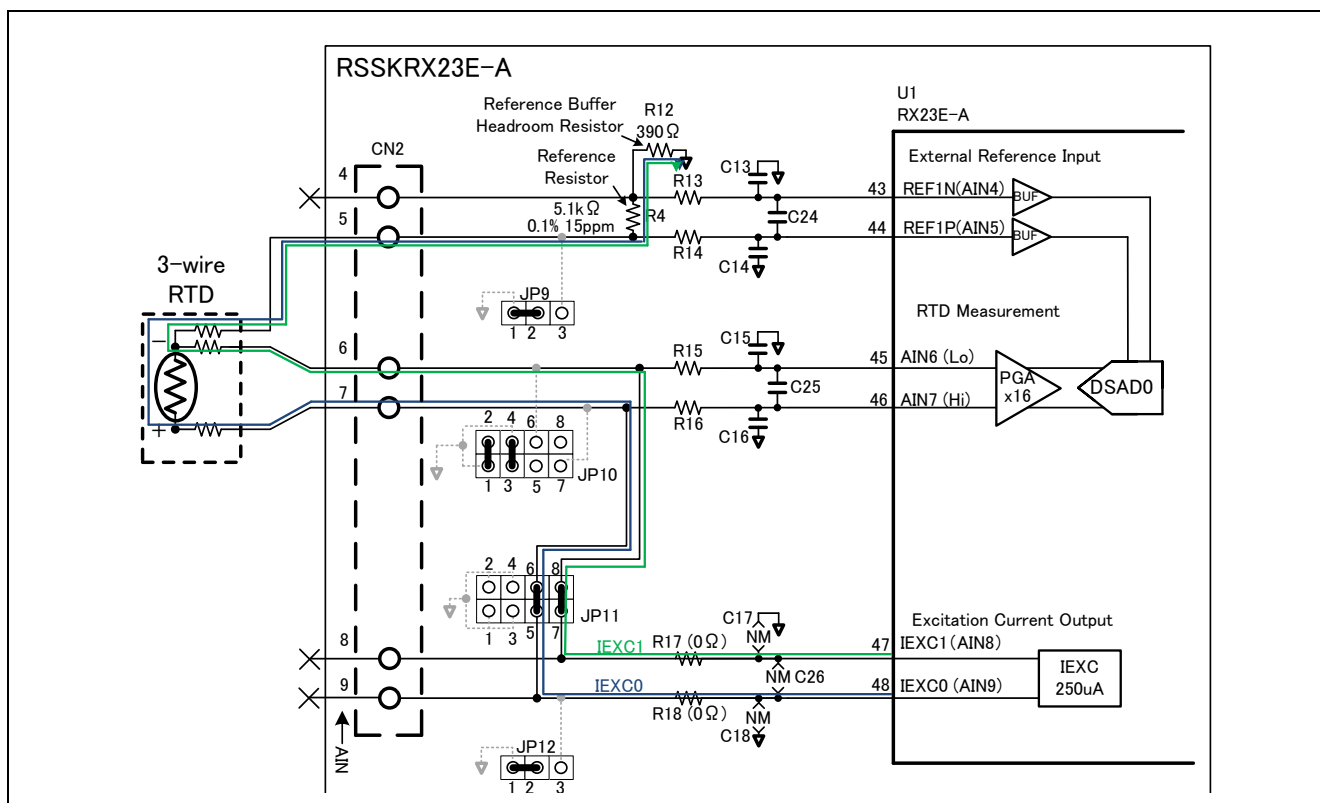 RSSKRX23E-A
U1
RX23E-A
Reference Buffer
Headroom Resistor
R12
390Ω
Reference
Resistor
5.1kΩ
0.1% 15ppm
R4
CN2
4
5
R13
R14
C13
C14
C24
External Reference Input
43
REF1N(AIN4)
BUF
44
REF1P(AIN5)
BUF
3-wire
RTD
−
+
JP9
1 2 3
RTD Measurement
6
7
R15
R16
C15
C16
C25
45
AIN6 (Lo)
46
AIN7 (Hi)
PGA
x16
DSAD0
2 4 6 8
JP10
1 3 5 7
2 4 6 8
JP11
1 3 5 7
Excitation Current Output
8
9
IEXC1
R17 (0Ω)
C17
NM
47
IEXC1 (AIN8)
NM C26
IEXC
250uA
IEXC0
R18 (0Ω)
NM
C18
48
IEXC0 (AIN9)
AIN
JP12
1 2 3